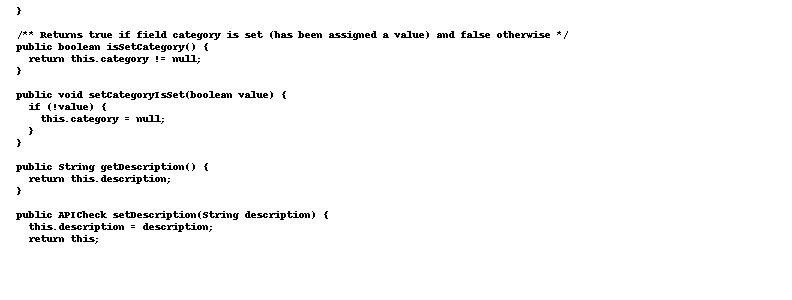 }

/** Returns true if field category is set (has been assigned a value) and false otherwise */
public boolean isSetCategory() {
  return this.category != null;
}

public void setCategoryIsSet(boolean value) {
  if (!value) {
    this.category = null;
  }
}

public String getDescription() {
  return this.description;
}

public APICheck setDescription(String description) {
  this.description = description;
  return this;